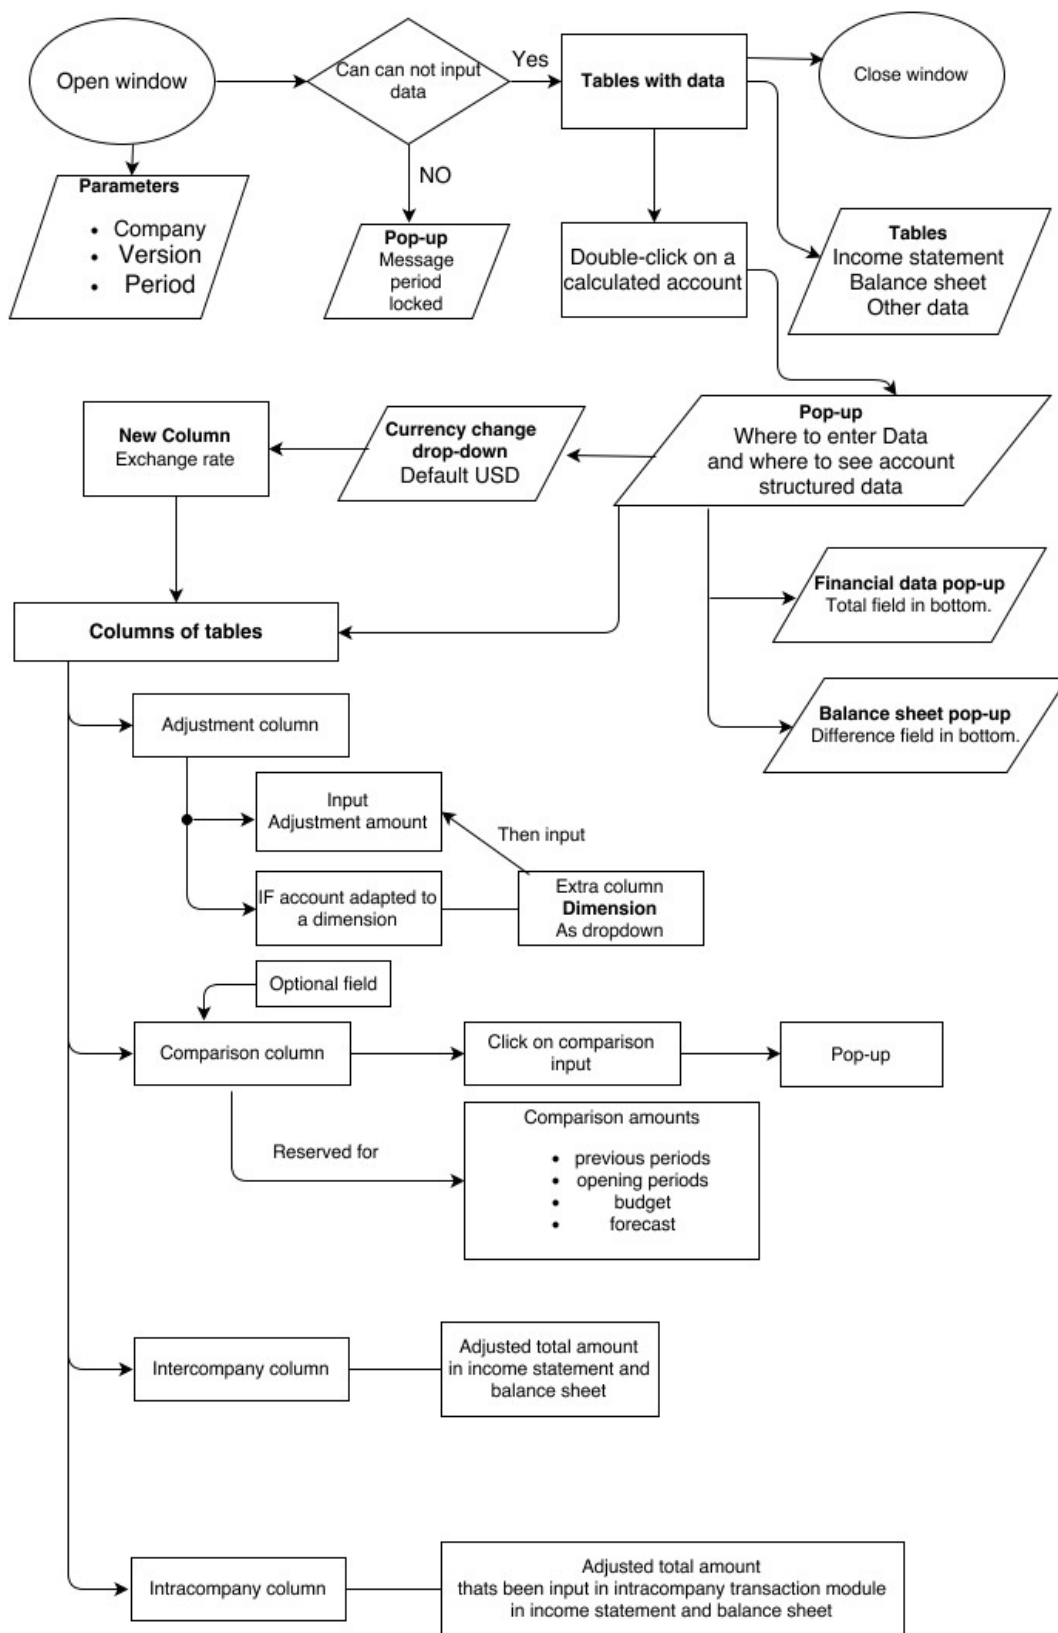 Open window
Can can not input
data
Yes
Tables with data
Close window
NO
Parameters
• Company
• Version
• Period
Pop-up
Message
period
locked
Double-click on a
calculated account
Tables
Income statement
Balance sheet
Other data
New Column
Exchange rate
Currency change
drop-down
Default USD
Pop-up
Where to enter Data
and where to see account
structured data
Financial data pop-up
Total field in bottom.
Columns of tables
Balance sheet pop-up
Difference field in bottom.
Adjustment column
Input
Adjustment amount
Then input
IF account adapted to
a dimension
Extra column
Dimension
As dropdown
Optional field
Comparison column
Click on comparison
input
Pop-up
Reserved for
Comparison amounts
• previous periods
• opening periods
• budget
• forecast
Intercompany column
Adjusted total amount
in income statement and
balance sheet
Intracompany column
Adjusted total amount
thats been input in intracompany transaction module
in income statement and balance sheet